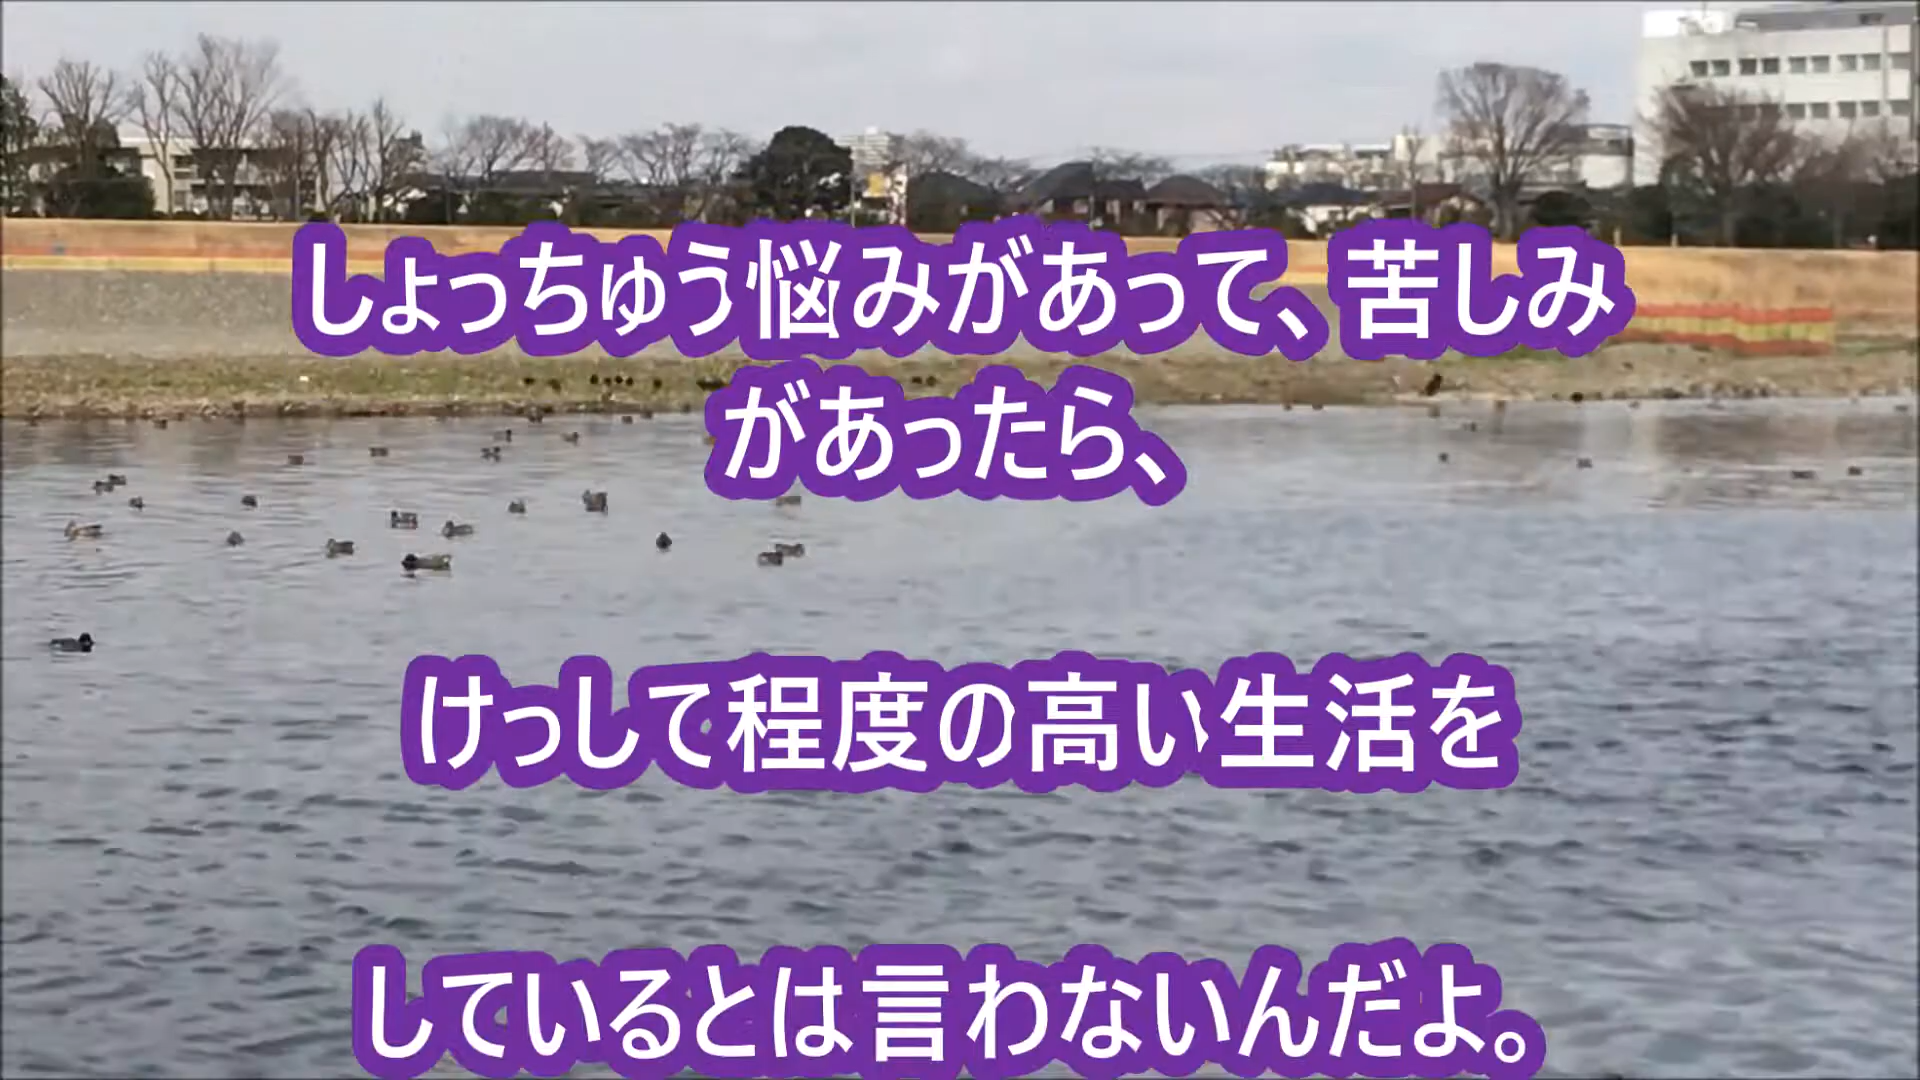 しょっちゅう悩みがあって、苦しみ
があったら、
けっして程度の高い生活を
しているとは言わないんだよ。